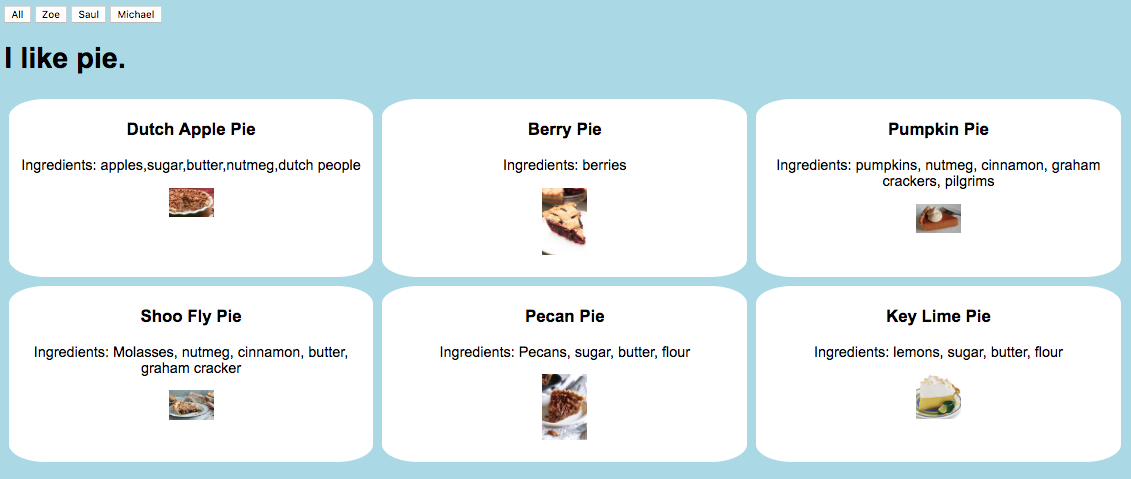 All Zoe Saul Michael
I like pie.
Dutch Apple Pie
Ingredients: apples,sugar,butter,nutmeg,dutch people
Berry Pie
Ingredients: berries
Pumpkin Pie
Ingredients: pumpkins, nutmeg, cinnamon, graham
crackers, pilgrims
Shoo Fly Pie
Ingredients: Molasses, nutmeg, cinnamon, butter,
graham cracker
Pecan Pie
Ingredients: Pecans, sugar, butter, flour
Key Lime Pie
Ingredients: lemons, sugar, butter, flour